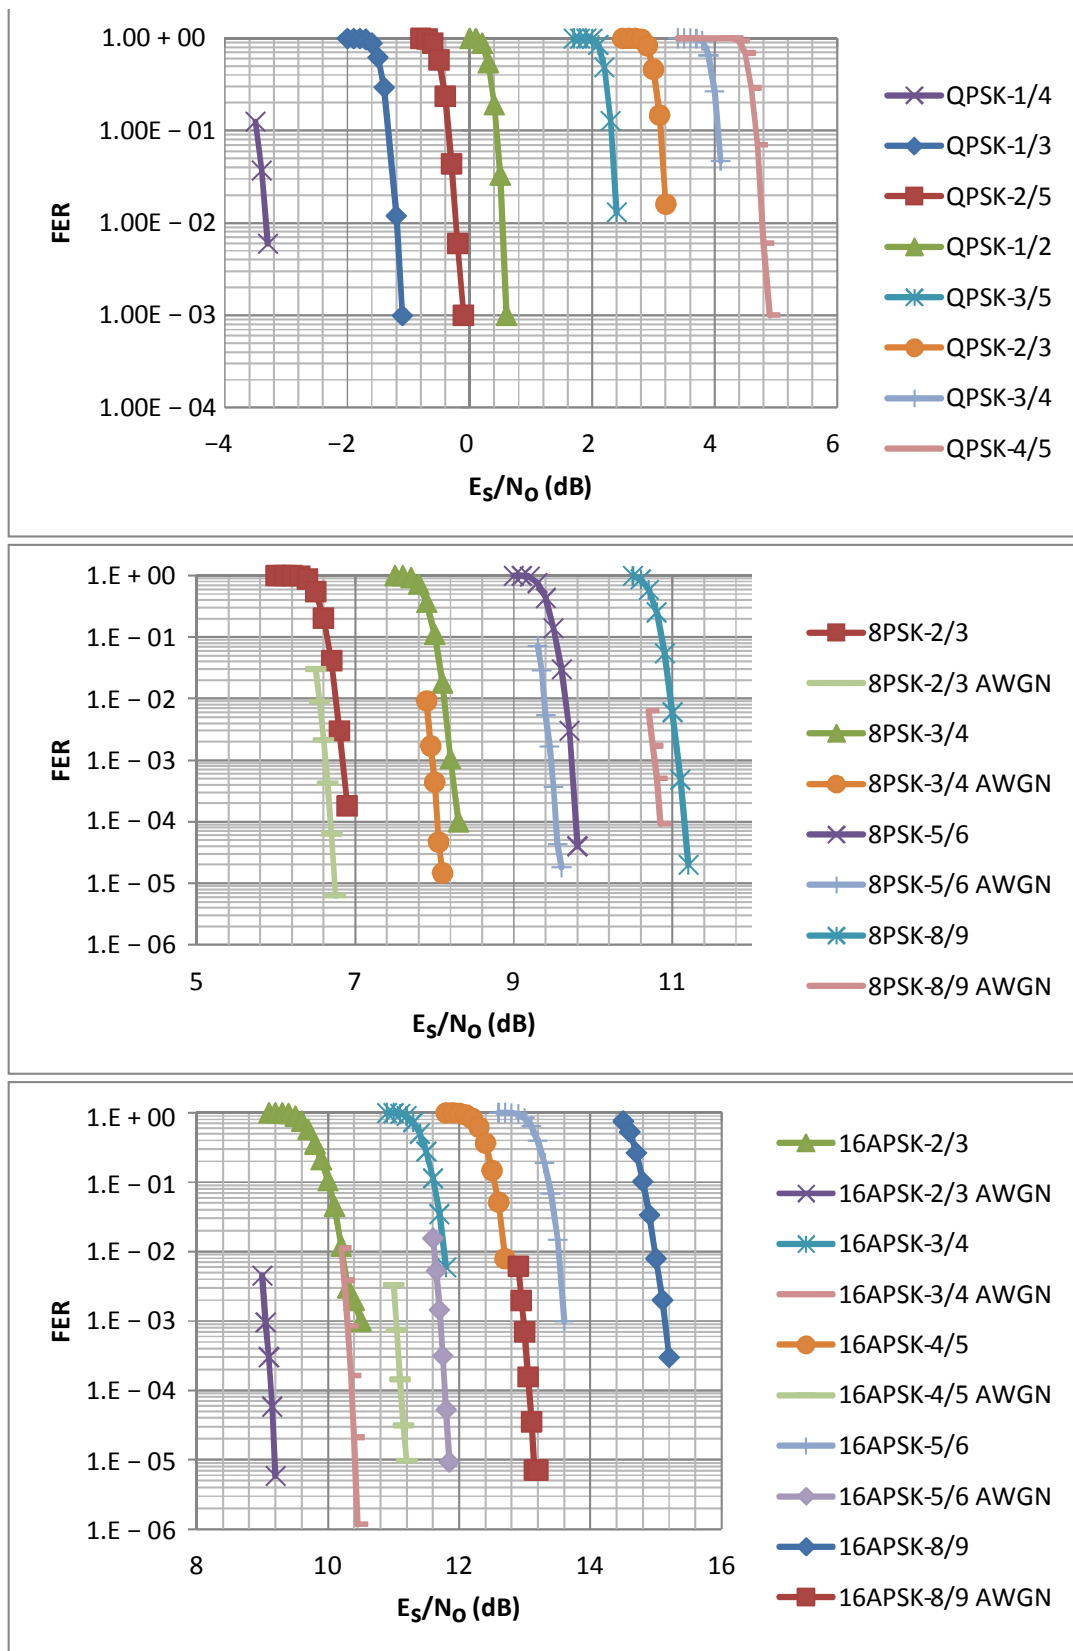 1.00 + 00
1.00E − 01
1.00E − 02
1.00E − 03
1.00E − 04
FER
−4 −2 0 2 4 6
E_S/N_O (dB)
QPSK-1/4
QPSK-1/3
QPSK-2/5
QPSK-1/2
QPSK-3/5
QPSK-2/3
QPSK-3/4
QPSK-4/5
1.E + 00
1.E − 01
1.E − 02
1.E − 03
1.E − 04
1.E − 05
1.E − 06
FER
5 7 9 11
E_S/N_O (dB)
8PSK-2/3
8PSK-2/3 AWGN
8PSK-3/4
8PSK-3/4 AWGN
8PSK-5/6
8PSK-5/6 AWGN
8PSK-8/9
8PSK-8/9 AWGN
1.E + 00
1.E − 01
1.E − 02
1.E − 03
1.E − 04
1.E − 05
1.E − 06
FER
8 10 12 14 16
E_S/N_O (dB)
16APSK-2/3
16APSK-2/3 AWGN
16APSK-3/4
16APSK-3/4 AWGN
16APSK-4/5
16APSK-4/5 AWGN
16APSK-5/6
16APSK-5/6 AWGN
16APSK-8/9
16APSK-8/9 AWGN